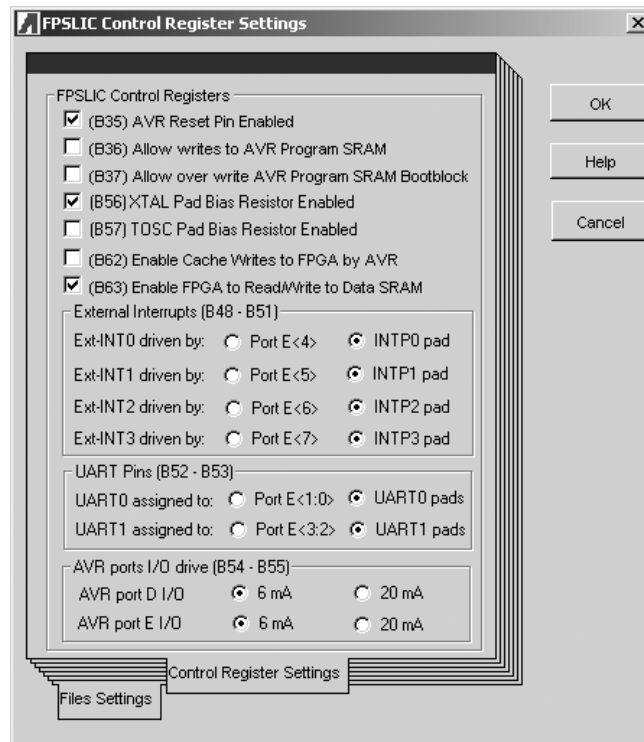 FPSLIC Control Register Settings
FPSLIC Control Registers
OK
(B35) AVR Reset Pin Enabled
(B36) Allow writes to AVR Program SRAM
(B37) Allow over write AVR Program SRAM Bootblock
Help
(B56) XTAL Pad Bias Resistor Enabled
(B57) TOSC Pad Bias Resistor Enabled
Cancel
(B62) Enable Cache Writes to FPGA by AVR
(B63) Enable FPGA to Read/Write to Data SRAM
External Interrupts (B48 - B51)
Ext-INT0 driven by: Port E<4> INTP0 pad
Ext-INT1 driven by: Port E<5> INTP1 pad
Ext-INT2 driven by: Port E<6> INTP2 pad
Ext-INT3 driven by: Port E<7> INTP3 pad
UART Pins (B52 - B53)
UART0 assigned to: Port E<1:0> UART0 pads
UART1 assigned to: Port E<3:2> UART1 pads
AVR ports I/O drive (B54 - B55)
AVR port D I/O 6 mA 20 mA
AVR port E I/O 6 mA 20 mA
Control Register Settings
Files Settings